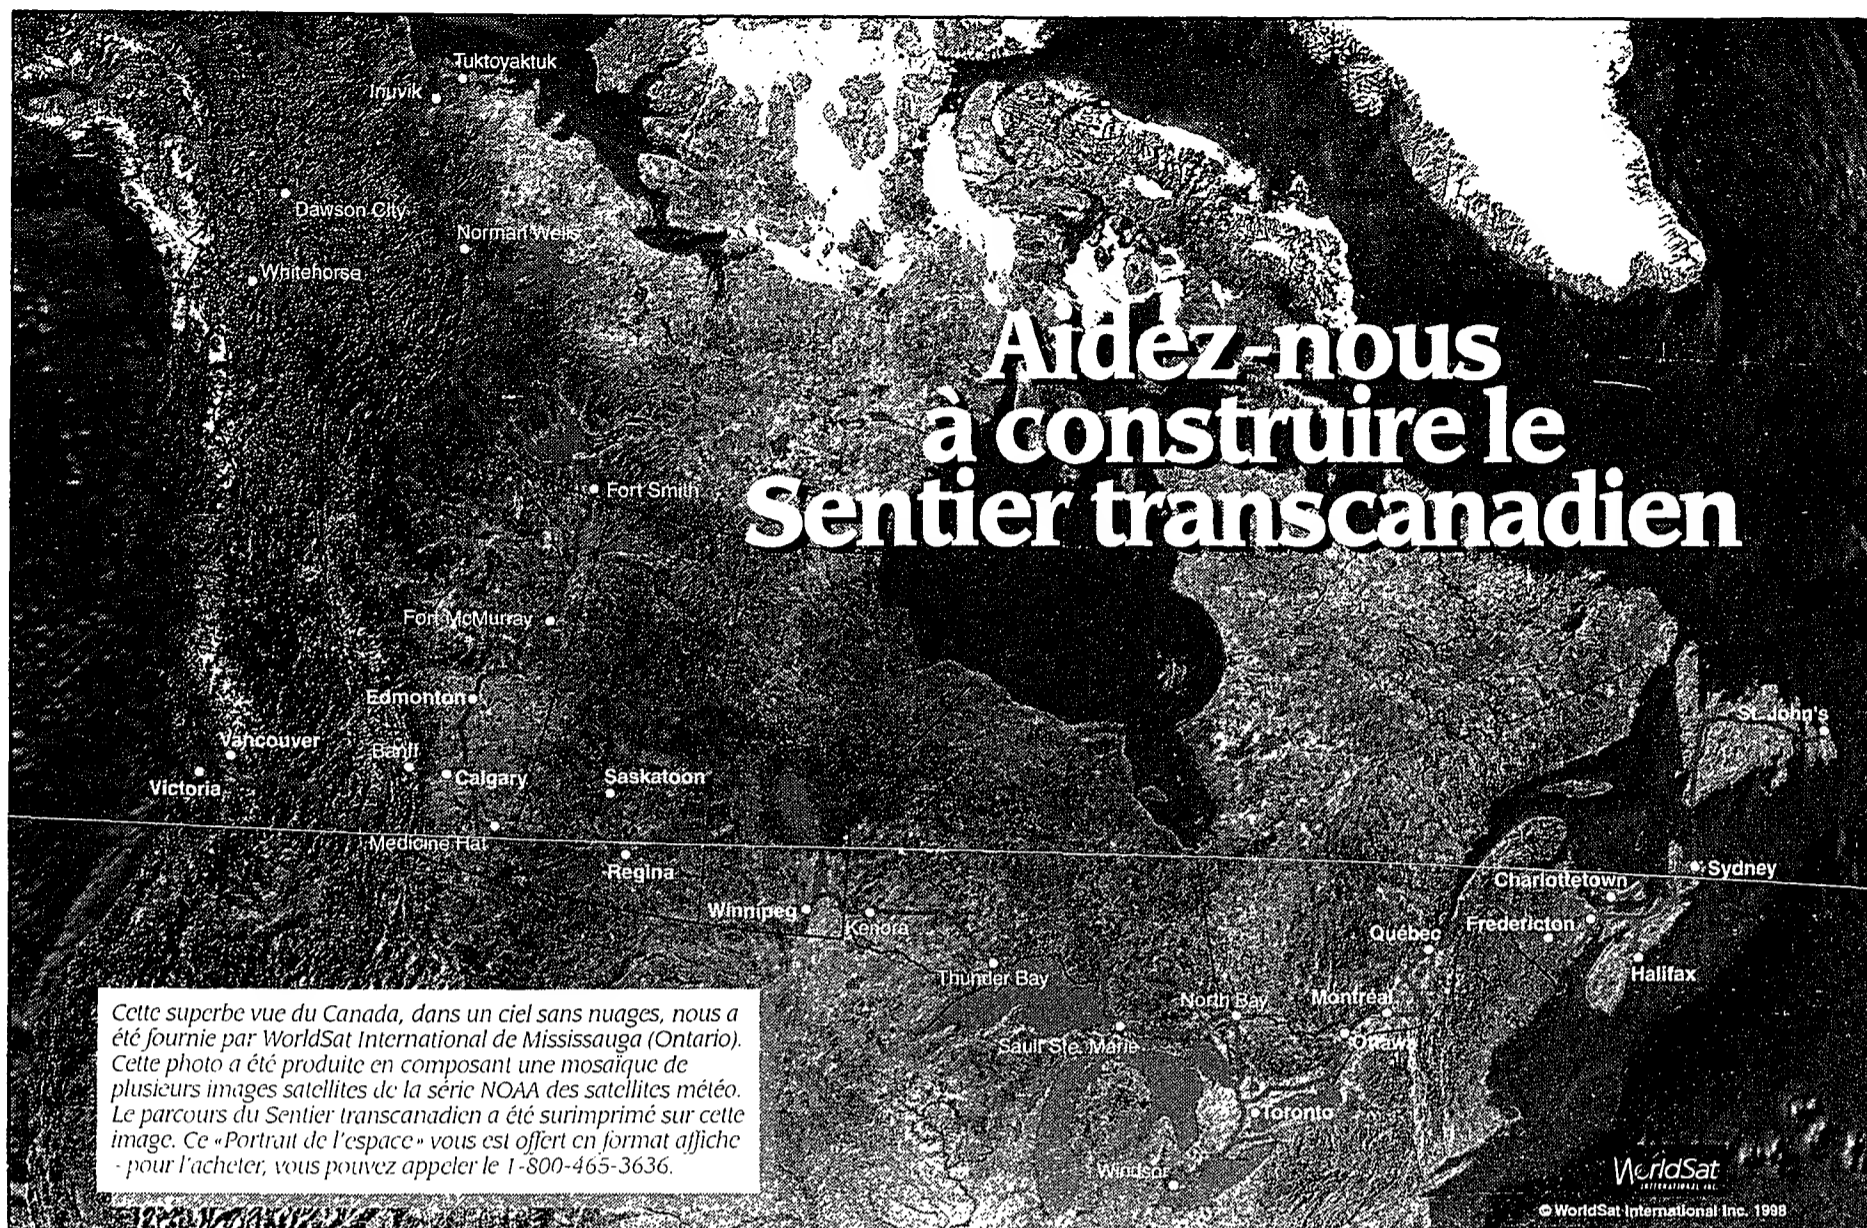 Tuktoyaktuk
Inuvik
Dawson City
Norman Wells
Whitehorse
Aidez-nous
à construire le
Sentier transcanadien
Fort Smith
Fort McMurray
Edmonton
St. John's
Vancouver
Banff
Calgary
Saskatoon
Victoria
Medicine Hat
Regina
Sydney
Charlottetown
Winnipeg
Kenora
Fredericton
Québec
Halifax
Thunder Bay
North Bay
Montréal
Sault Ste. Marie
Ottawa
Toronto
Windsor
Cette superbe vue du Canada, dans un ciel sans nuages, nous a
été fournie par WorldSat International de Mississauga (Ontario).
Cette photo a été produite en composant une mosaïque de
plusieurs images satellites de la série NOAA des satellites météo.
Le parcours du Sentier transcanadien a été surimprimé sur cette
image. Ce «Portrait de l'espace» vous est offert en format affiche
- pour l'acheter, vous pouvez appeler le 1-800-465-3636.
WorldSat
INTERNATIONAL INC.
© WorldSat International Inc. 1998